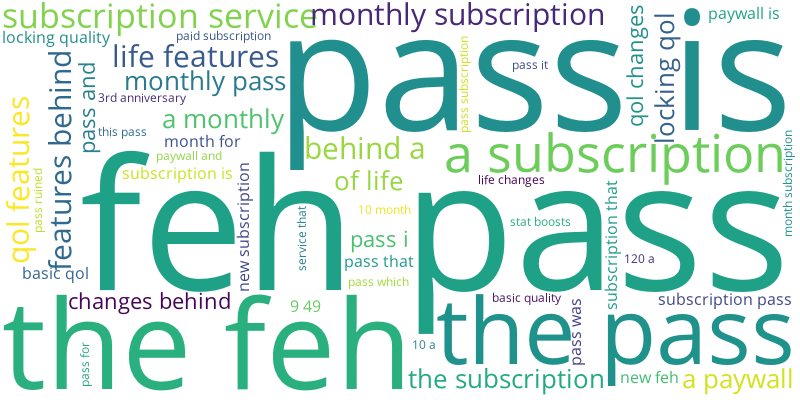 subscription service
monthly subscription
paywall is
locking quality
paid subscription
life features
monthly pass
pass is
pass subscription
pass it
qol changes
locking qol
3rd anniversary
a monthly
this pass
month for
pass and
features behind
qol features
pass ruined
paywall and
subscription is
behind a
a subscription
of life
life changes
month subscription
feh pass
new subscription
service that
10 month
stat boosts
subscription that
pass i
pass that
120 a
basic qol
pass which
changes behind
9 49
basic quality
subscription pass
the feh
the pass
pass was
pass for
10 a
the subscription
new feh
a paywall